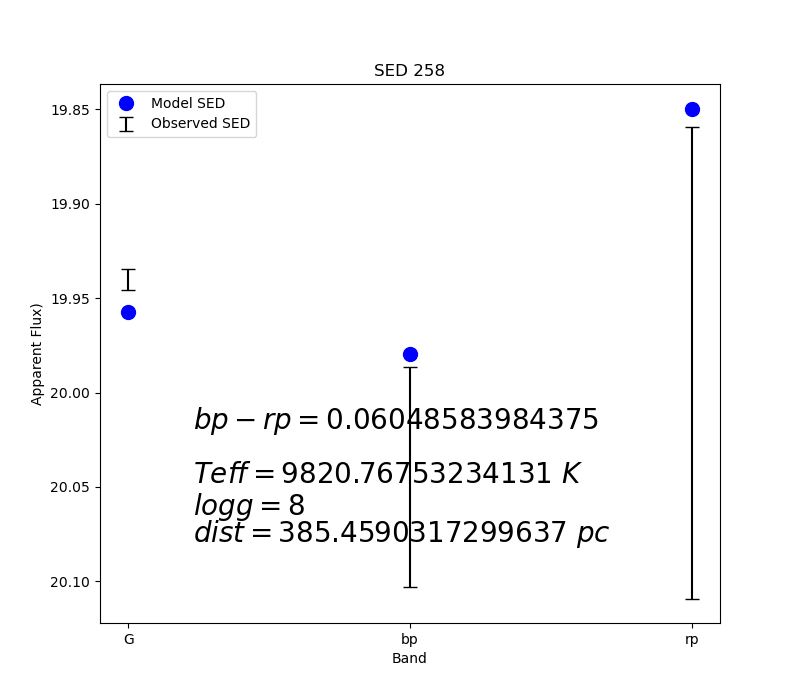 SED 258
Model SED
Observed SED
19.85
19.90
19.95
20.00
20.05
20.10
Apparent Flux)
bp − rp = 0.06048583984375
Teff = 9820.76753234131 K
logg = 8
dist = 385.4590317299637 pc
G bp rp
Band